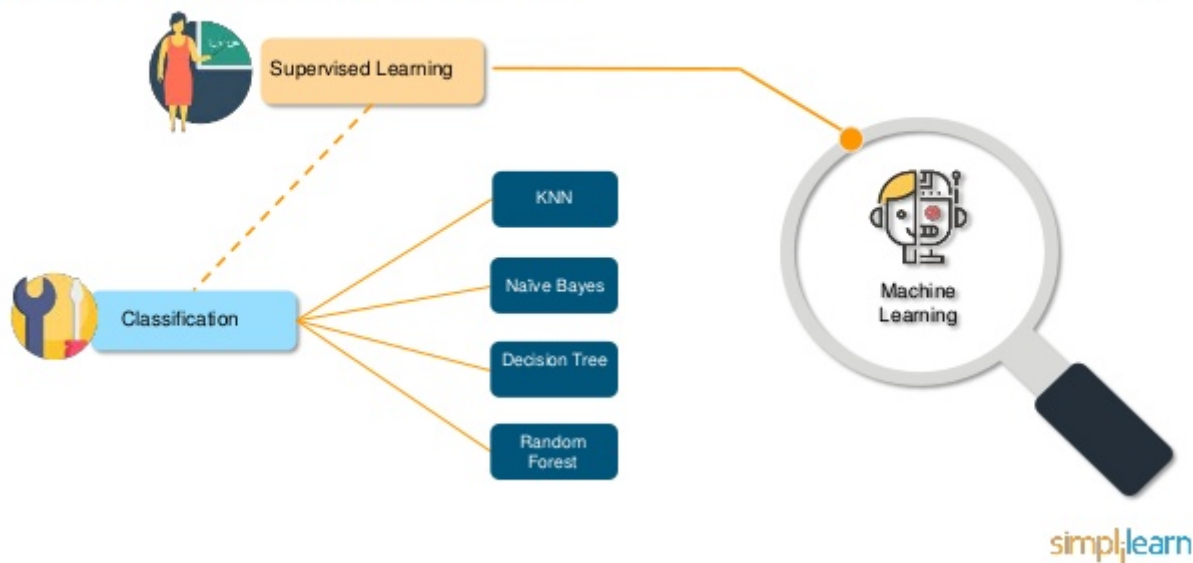 Supervised Learning
KNN
Naïve Bayes
Classification
Decision Tree
Random
Forest
Machine
Learning
simplilearn